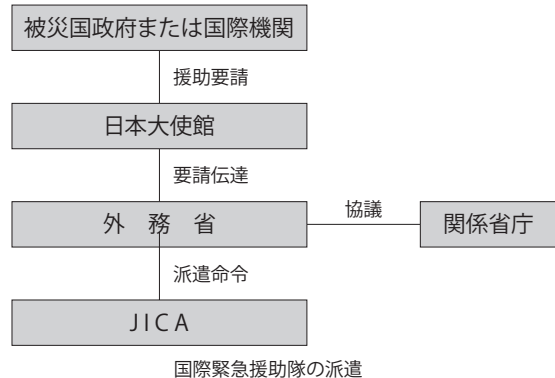 被災国政府または国際機関
援助要請
日本大使館
要請伝達
外　務　省
協議
関係省庁
派遣命令
JICA
国際緊急援助隊の派遣